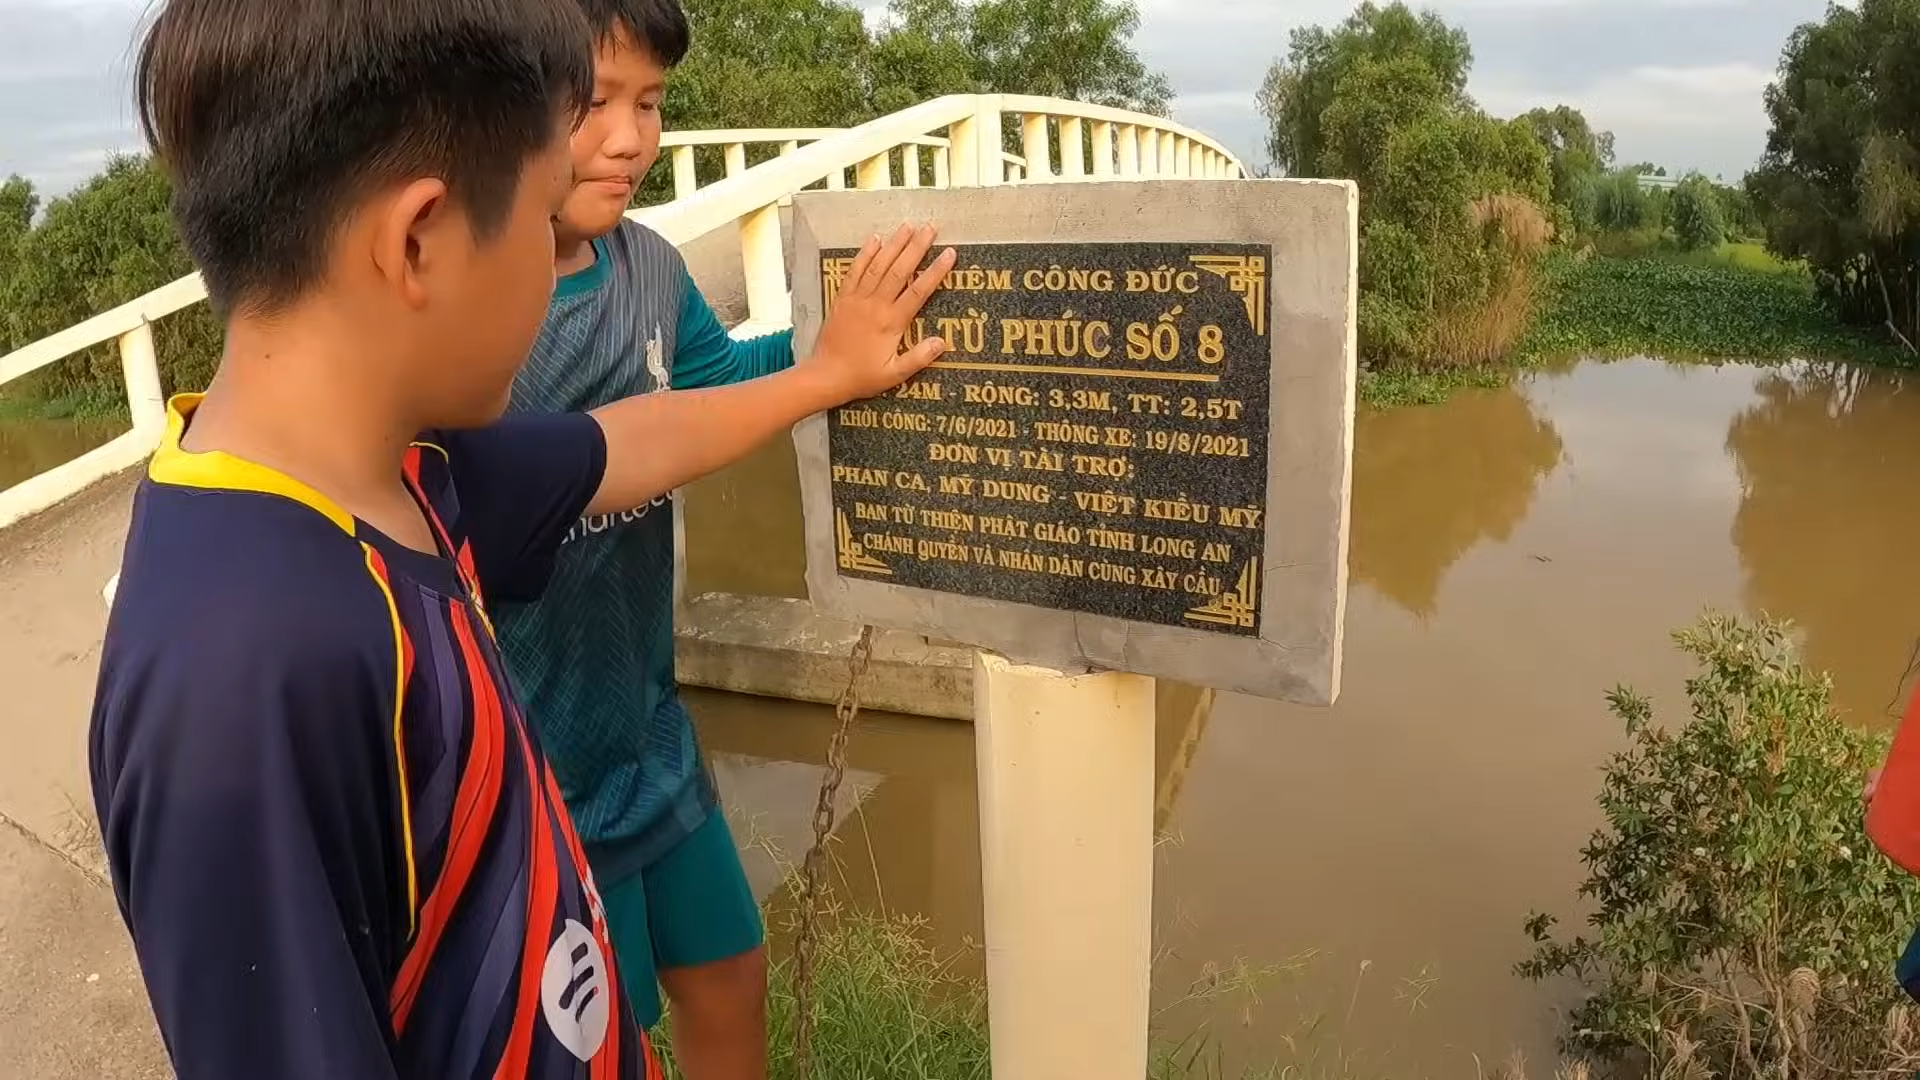 NIỆM CÔNG ĐỨC
TỪ PHÚC SỐ 8
24M - RỘNG: 3,3M, TT: 2,5T
KHỞI CÔNG: 7/6/2021 - THÔNG XE: 19/8/2021
ĐƠN VỊ TÀI TRỢ:
PHAN CA, MỸ DUNG - VIỆT KIỀU MỸ
BAN TỪ THIỆN PHẬT GIÁO TỈNH LONG AN
CHÁNH QUYỀN VÀ NHÂN DÂN CÙNG XÂY CẦU